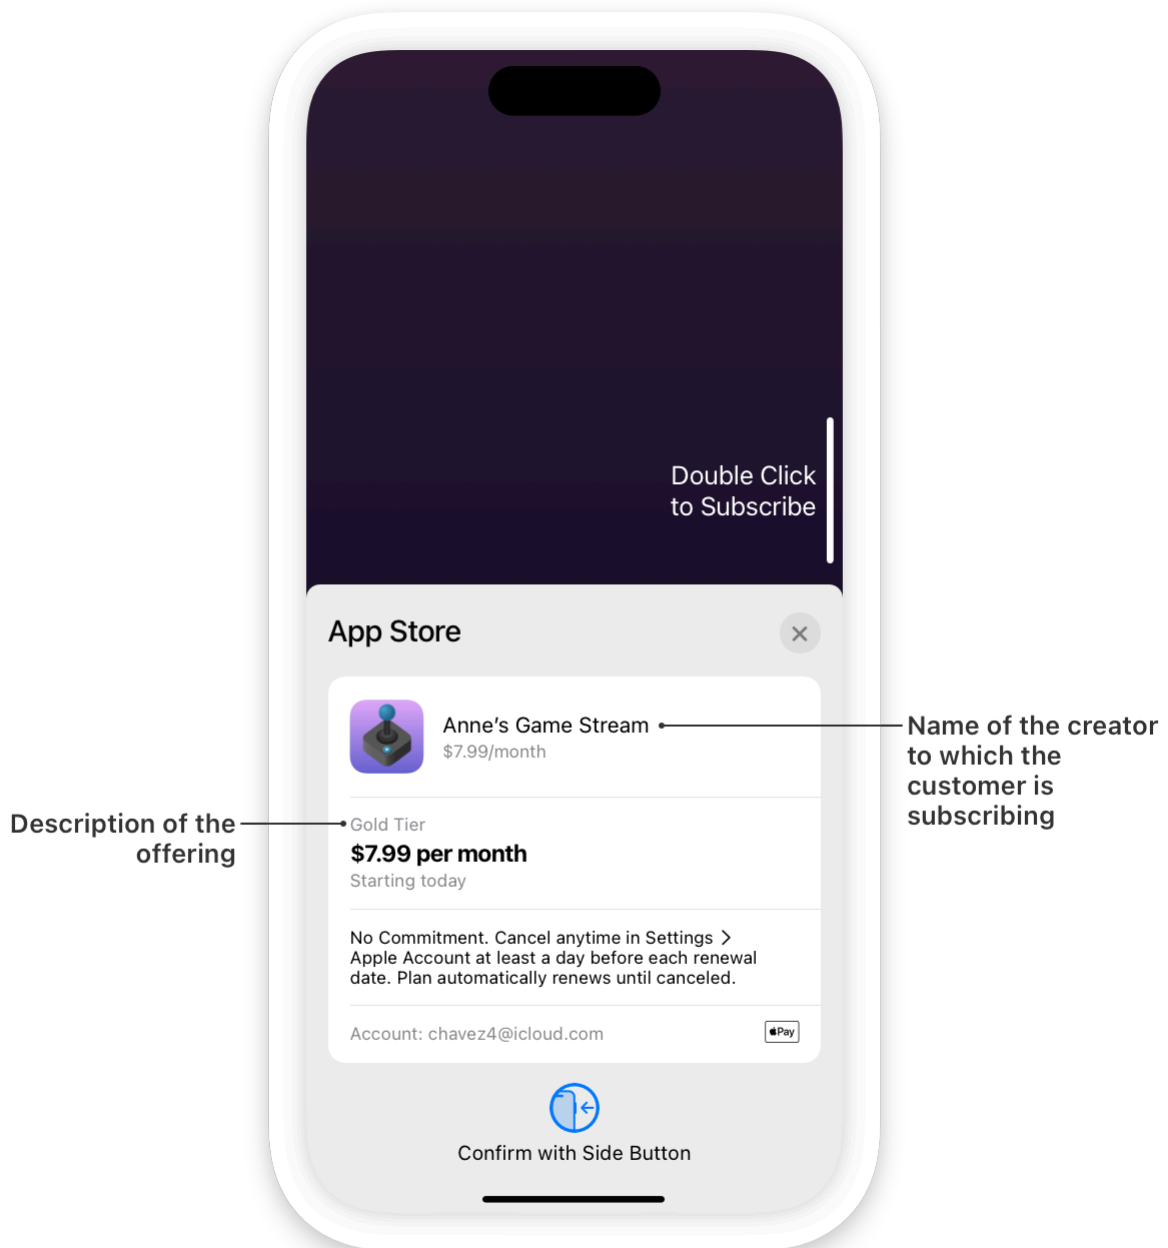 Double Click
to Subscribe
App Store
Anne's Game Stream
$7.99/month
Name of the creator
to which the
customer is
subscribing
Description of the
offering
Gold Tier
$7.99 per month
Starting today
No Commitment. Cancel anytime in Settings >
Apple Account at least a day before each renewal
date. Plan automatically renews until canceled.
Account: chavez4@icloud.com
Pay
Confirm with Side Button